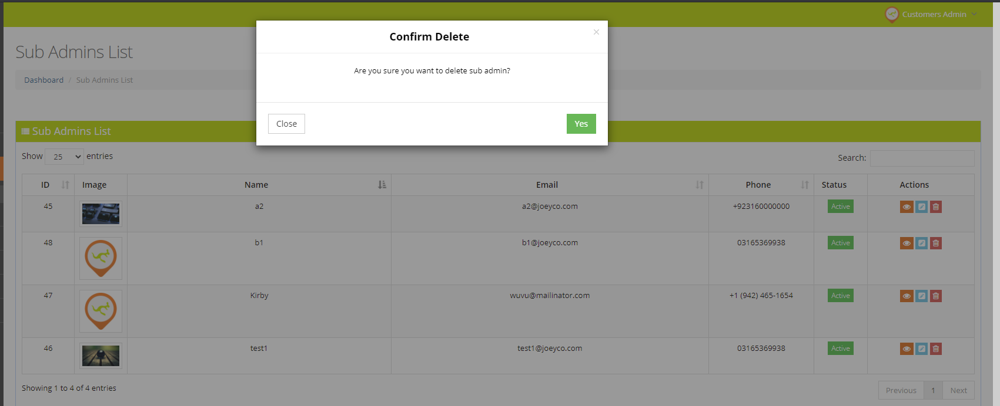 Customers Admin
Confirm Delete
×
Sub Admins List
Are you sure you want to delete sub admin?
Dashboard / Sub Admins List
Close Yes
Sub Admins List
Show 25 entries Search:
ID Image Name Email Phone Status Actions
45 a2 a2@joeyco.com +923160000000 Active
48 b1 b1@joeyco.com 03165369938 Active
47 Kirby wuvu@mailinator.com +1 (942) 465-1654 Active
46 test1 test1@joeyco.com 03165369938 Active
Showing 1 to 4 of 4 entries Previous 1 Next